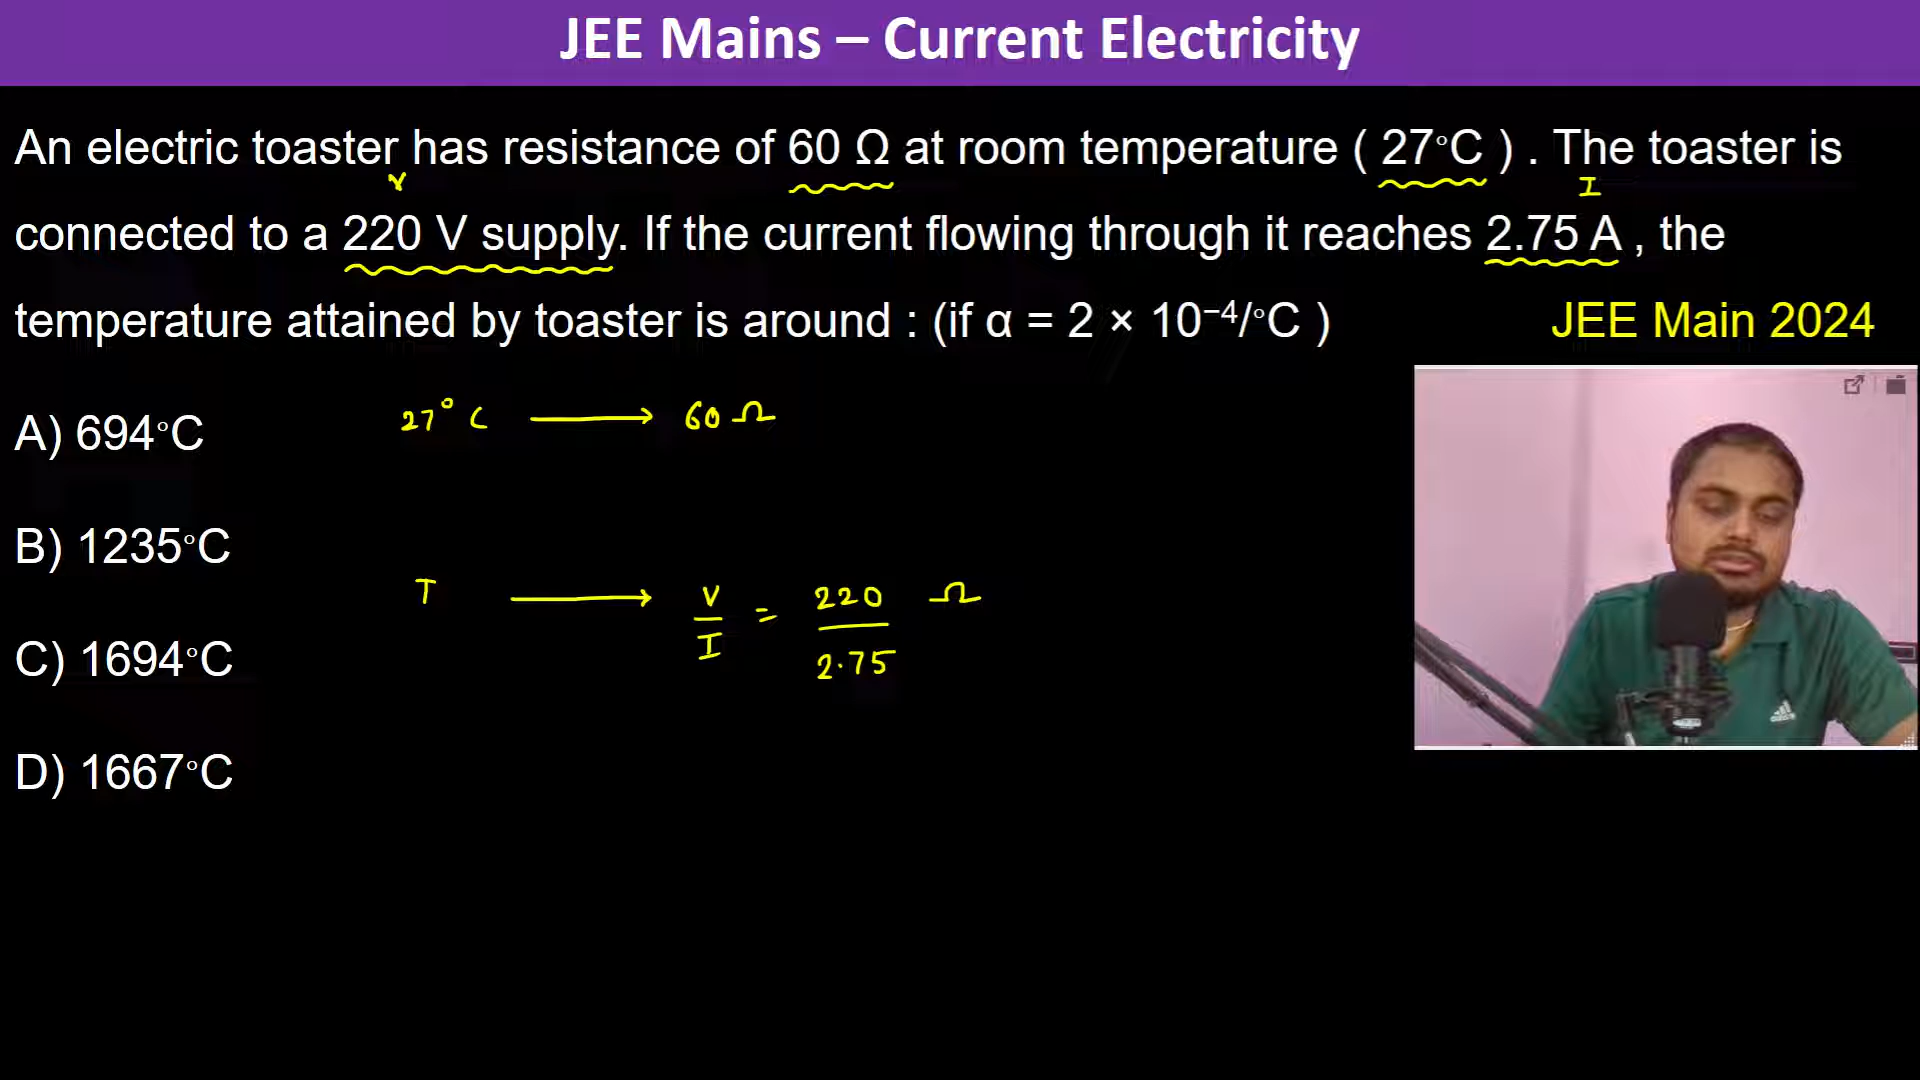 JEE Mains – Current Electricity
An electric toaster has resistance of 60 Ω at room temperature ( 27°C ) . The toaster is
V
I
connected to a 220 V supply. If the current flowing through it reaches 2.75 A , the
temperature attained by toaster is around : (if α = 2 × 10⁻⁴/°C )
JEE Main 2024
A) 694°C
27° C → 60 Ω
B) 1235°C
T → V/I = 220/2.75 Ω
C) 1694°C
D) 1667°C
adidas